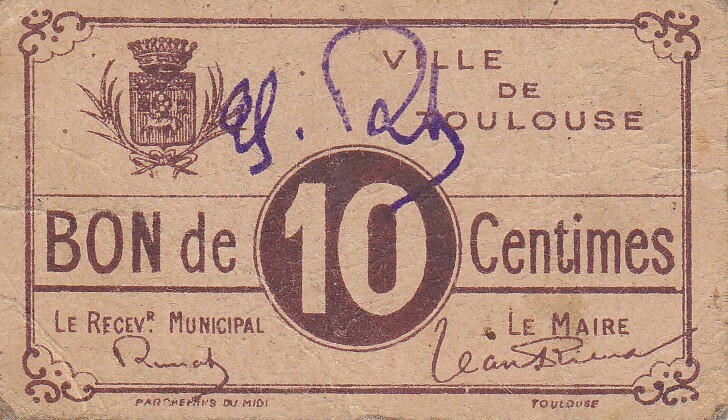 VILLE
DE
TOULOUSE
BON de 10 Centimes
LE RECEVR. MUNICIPAL
LE MAIRE
PARCHEMINS DU MIDI
TOULOUSE